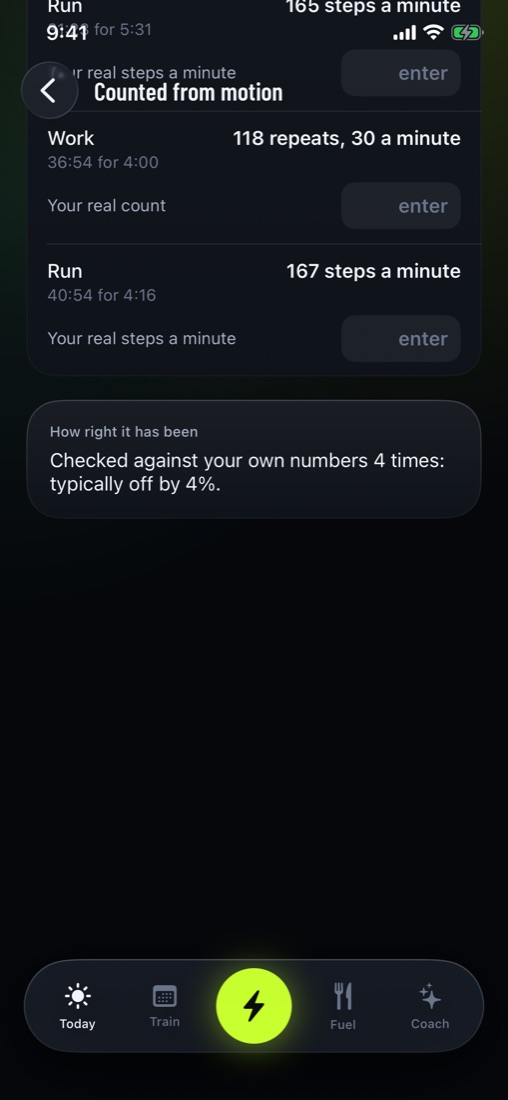 Run
165 steps a minute
9:41
for 5:31
r real steps a minute
enter
Counted from motion
Work
118 repeats, 30 a minute
36:54 for 4:00
Your real count
enter
Run
167 steps a minute
40:54 for 4:16
Your real steps a minute
enter
How right it has been
Checked against your own numbers 4 times:
typically off by 4%.
Today
Train
Fuel
Coach